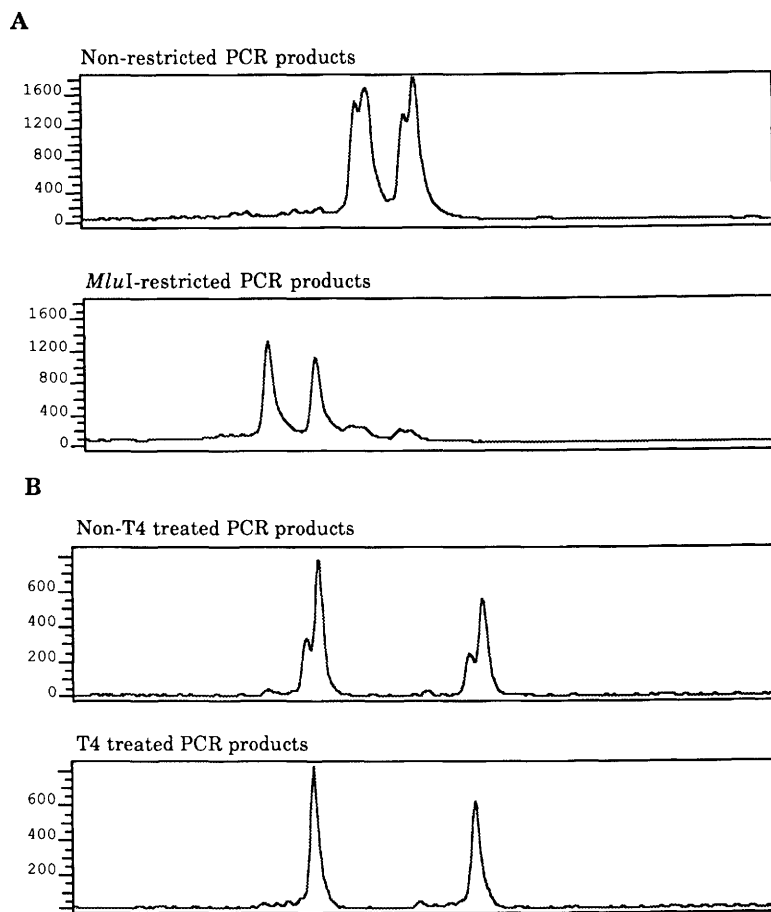 A
Non-restricted PCR products
1600
1200
800
400
0
MluI-restricted PCR products
1600
1200
800
400
0
B
Non-T4 treated PCR products
600
400
200
0
T4 treated PCR products
600
400
200